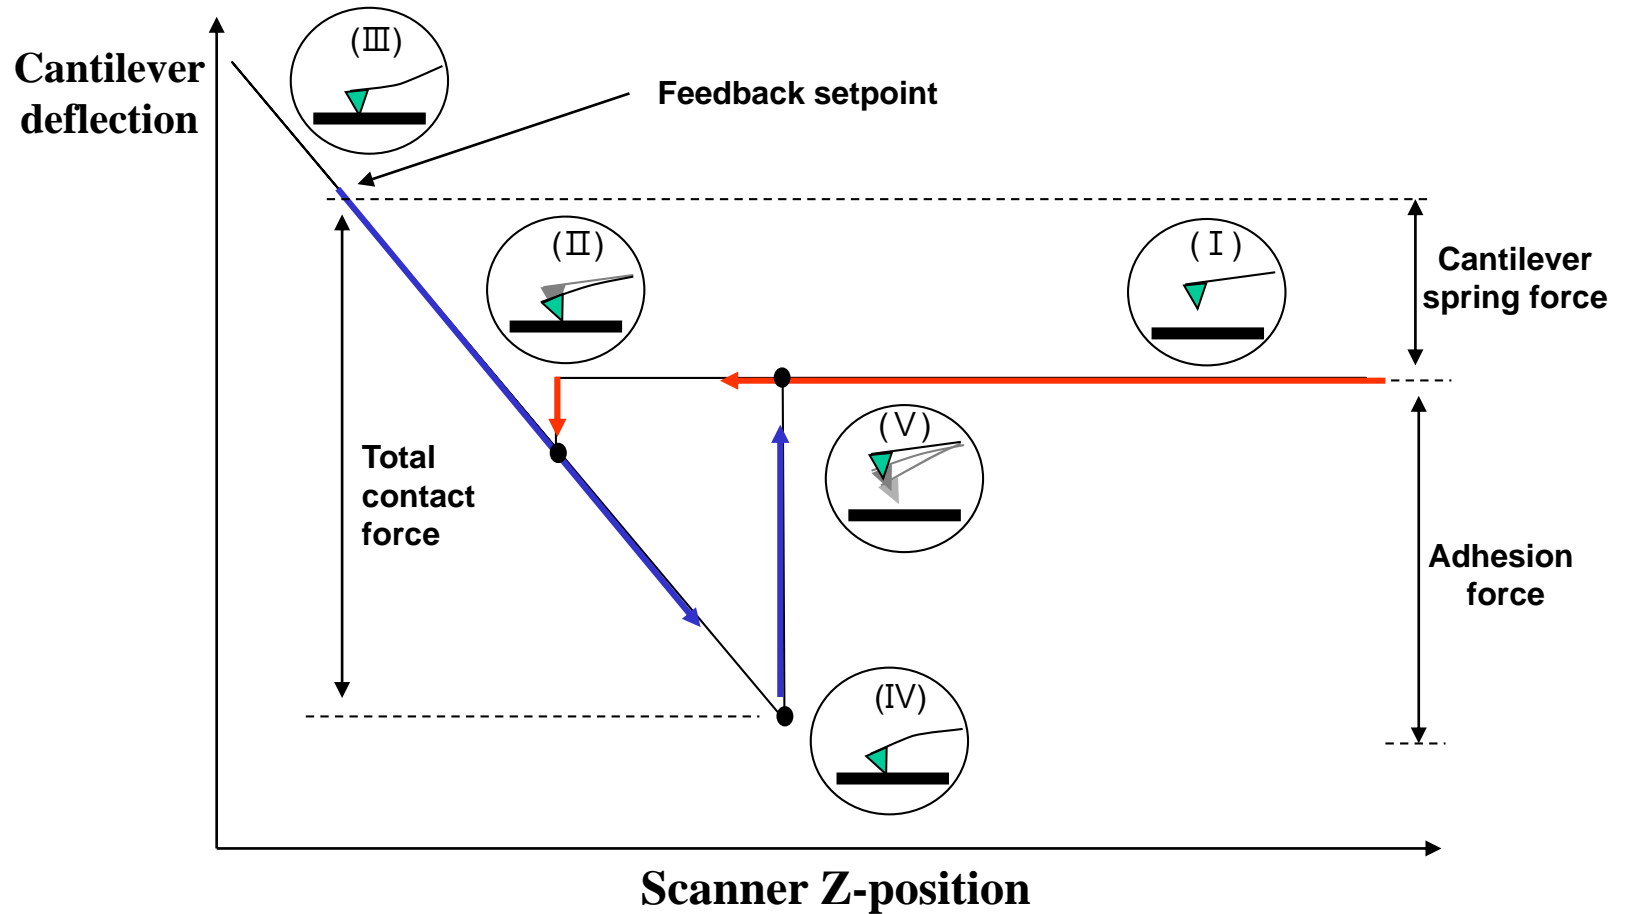 (Ⅲ)
Cantilever
deflection
Feedback setpoint
(Ⅱ)
(Ⅰ)
Cantilever
spring force
(Ⅴ)
Total
contact
force
Adhesion
force
(Ⅳ)
Scanner Z-position